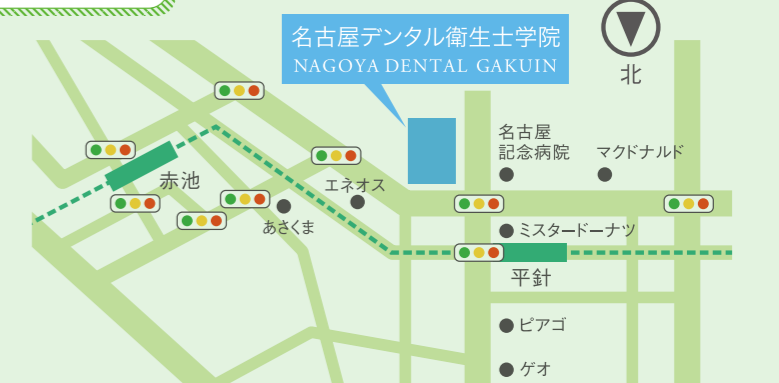 名古屋デンタル衛生士学院
NAGOYA DENTAL GAKUIN
北
名古屋
記念病院
マクドナルド
赤池
エネオス
あさくま
ミスタードーナツ
平針
ピアゴ
ゲオ